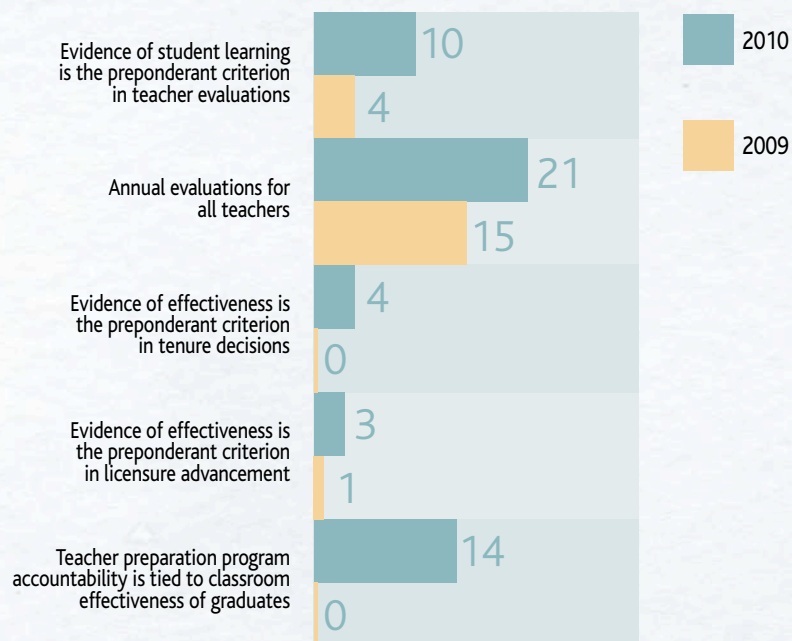 Evidence of student learning
is the preponderant criterion
in teacher evaluations
10
4
Annual evaluations for
all teachers
21
15
Evidence of effectiveness is
the preponderant criterion
in tenure decisions
4
0
Evidence of effectiveness is
the preponderant criterion
in licensure advancement
3
1
Teacher preparation program
accountability is tied to classroom
effectiveness of graduates
14
0
2010
2009